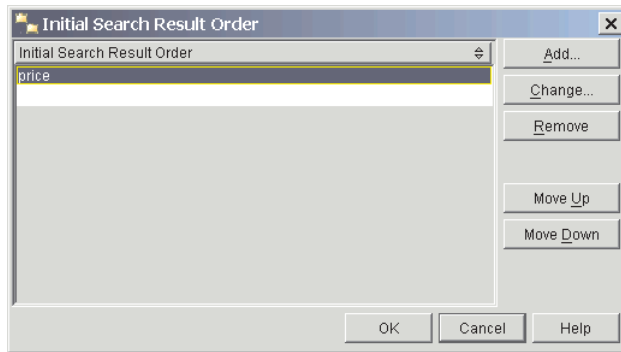 Initial Search Result Order
Initial Search Result Order
price
Add...
Change...
Remove
Move Up
Move Down
OK
Cancel
Help